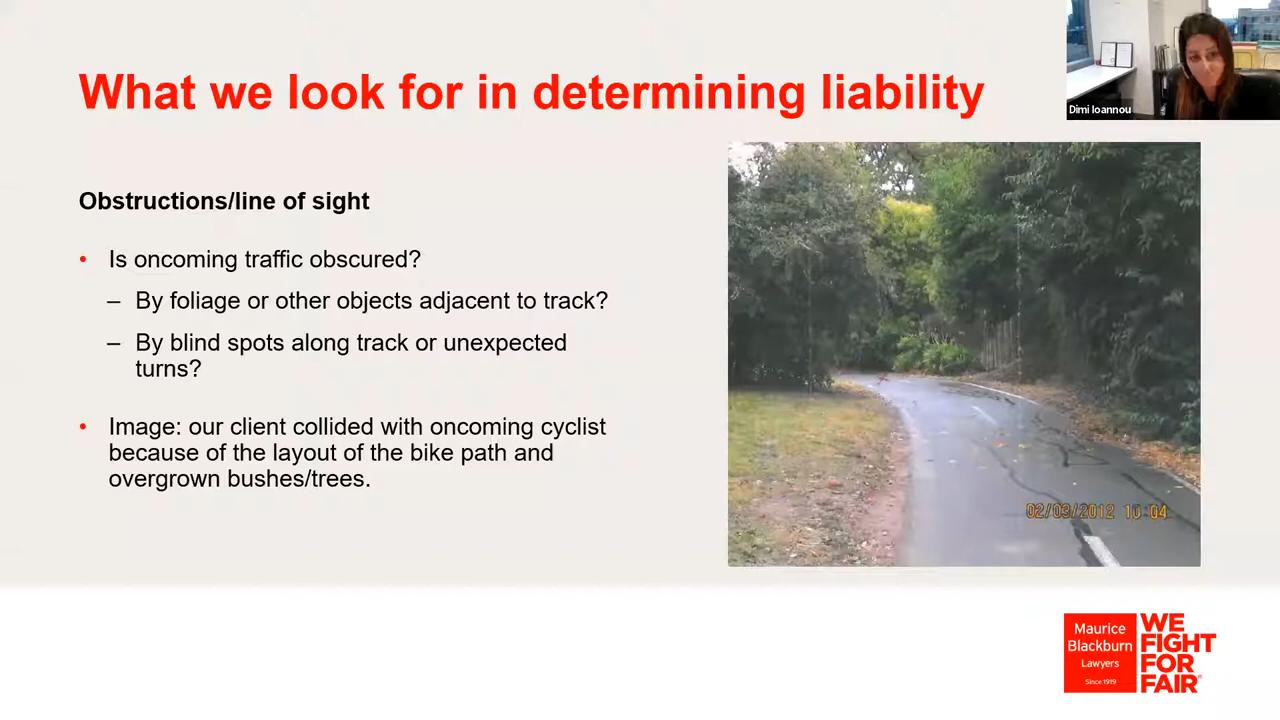 What we look for in determining liability
Dimi Ioannou
Obstructions/line of sight
• Is oncoming traffic obscured?
– By foliage or other objects adjacent to track?
– By blind spots along track or unexpected
turns?
• Image: our client collided with oncoming cyclist
because of the layout of the bike path and
overgrown bushes/trees.
02/03/2012 10 04
Maurice
Blackburn
Lawyers
Since 1919
WE
FIGHT
FOR
FAIR